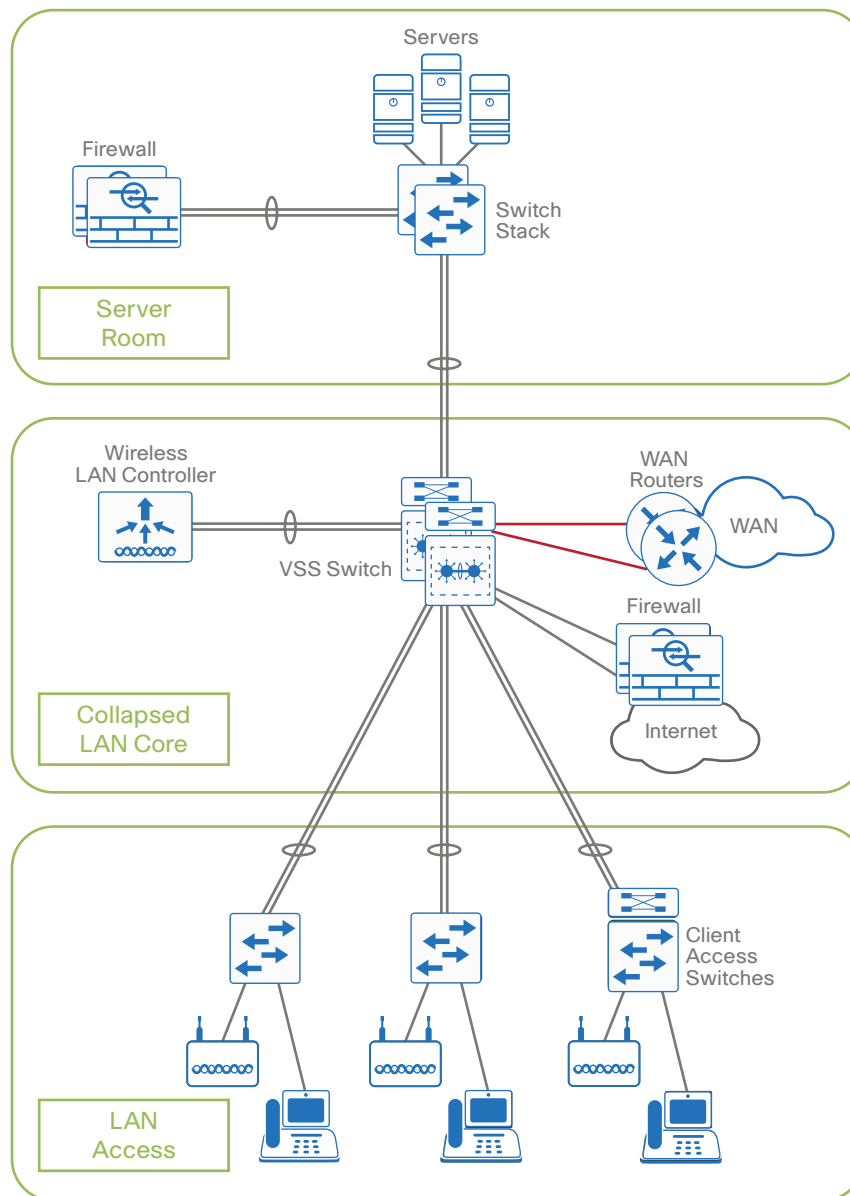 Servers
Firewall
Switch
Stack
Server
Room
Wireless
LAN Controller
WAN
Routers
WAN
VSS Switch
Firewall
Internet
Collapsed
LAN Core
Client
Access
Switches
LAN
Access